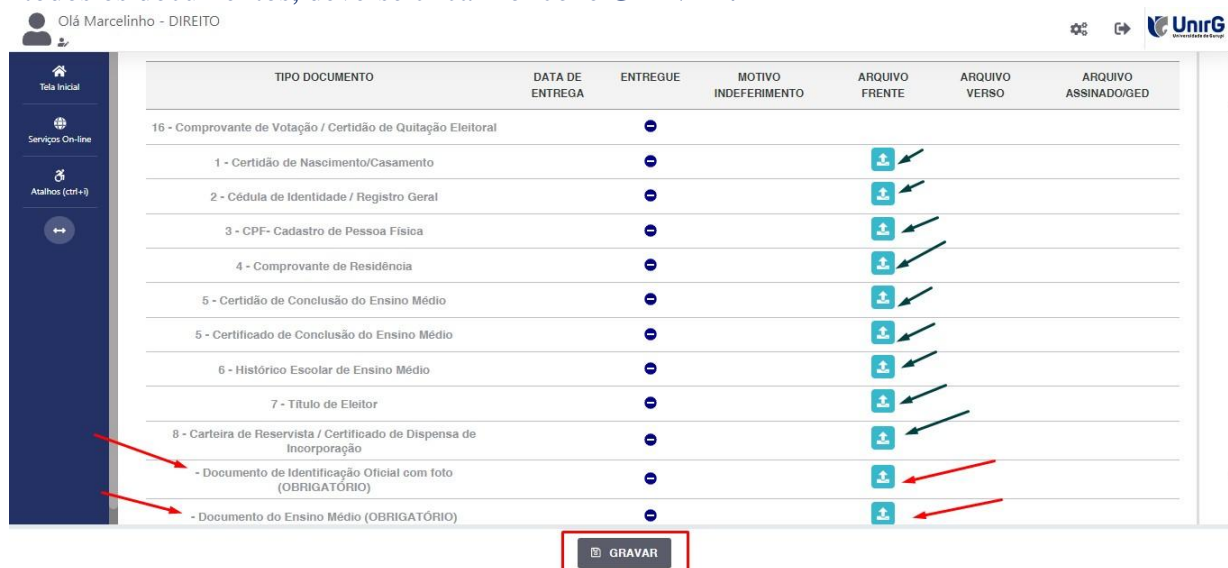 Olá Marcelinho - DIREITO
UnirG
Universidade de Gurupi
Tela Inicial
Serviços On-line
Atalhos (ctrl+i)
TIPO DOCUMENTO
DATA DE ENTREGA
ENTREGUE
MOTIVO INDEFERIMENTO
ARQUIVO FRENTE
ARQUIVO VERSO
ARQUIVO ASSINADO/GED
16 - Comprovante de Votação / Certidão de Quitação Eleitoral
1 - Certidão de Nascimento/Casamento
2 - Cédula de Identidade / Registro Geral
3 - CPF- Cadastro de Pessoa Física
4 - Comprovante de Residência
5 - Certidão de Conclusão do Ensino Médio
5 - Certificado de Conclusão do Ensino Médio
6 - Histórico Escolar de Ensino Médio
7 - Título de Eleitor
8 - Carteira de Reservista / Certificado de Dispensa de
Incorporação
- Documento de Identificação Oficial com foto
(OBRIGATÓRIO)
- Documento do Ensino Médio (OBRIGATÓRIO)
GRAVAR